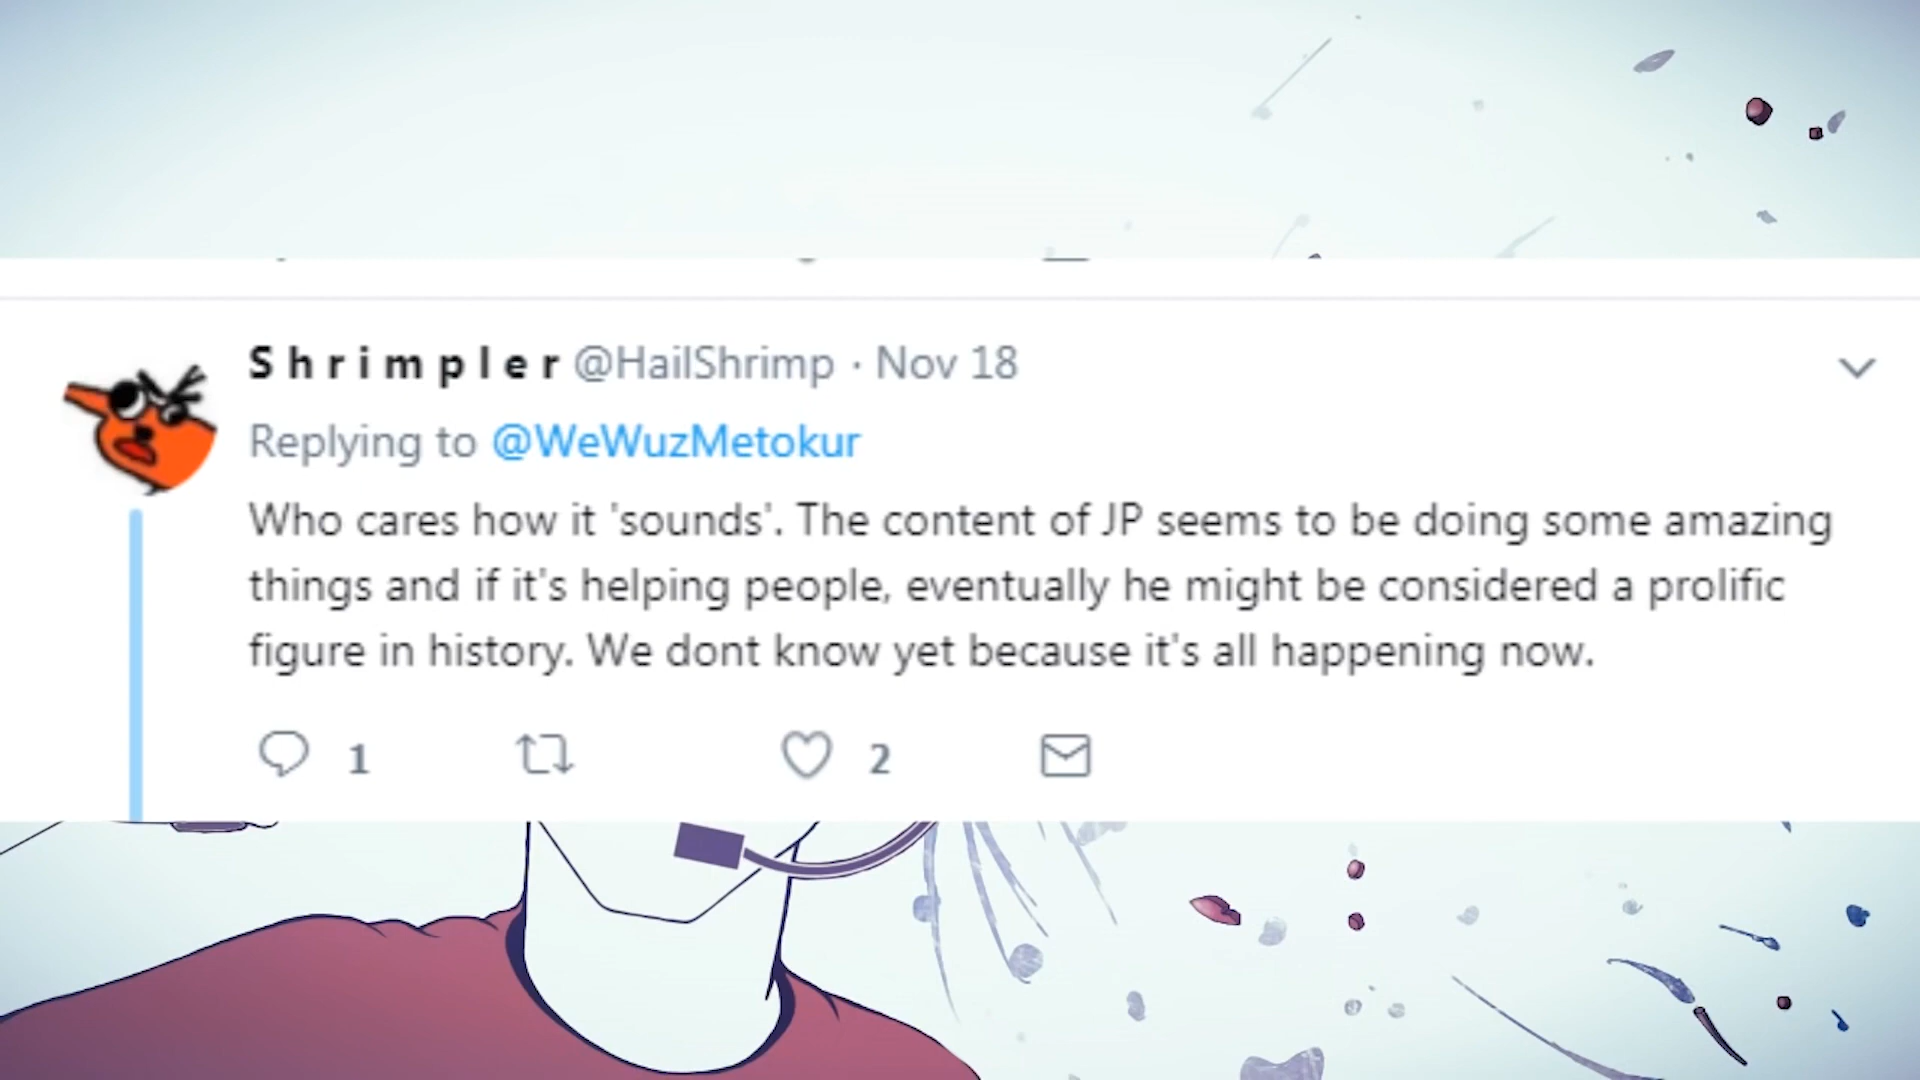 Shrimpler @HailShrimp · Nov 18
Replying to @WeWuzMetokur
Who cares how it 'sounds'. The content of JP seems to be doing some amazing
things and if it's helping people, eventually he might be considered a prolific
figure in history. We dont know yet because it's all happening now.
1 2